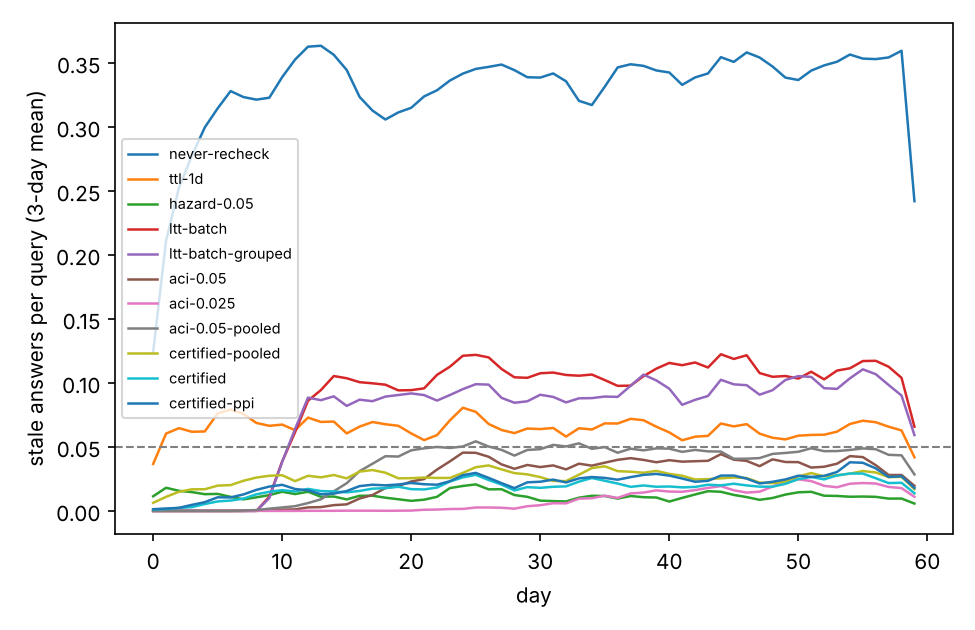 0.35
0.30
0.25
0.20
0.15
0.10
0.05
0.00
stale answers per query (3-day mean)
never-recheck
ttl-1d
hazard-0.05
ltt-batch
ltt-batch-grouped
aci-0.05
aci-0.025
aci-0.05-pooled
certified-pooled
certified
certified-ppi
0 10 20 30 40 50 60
day